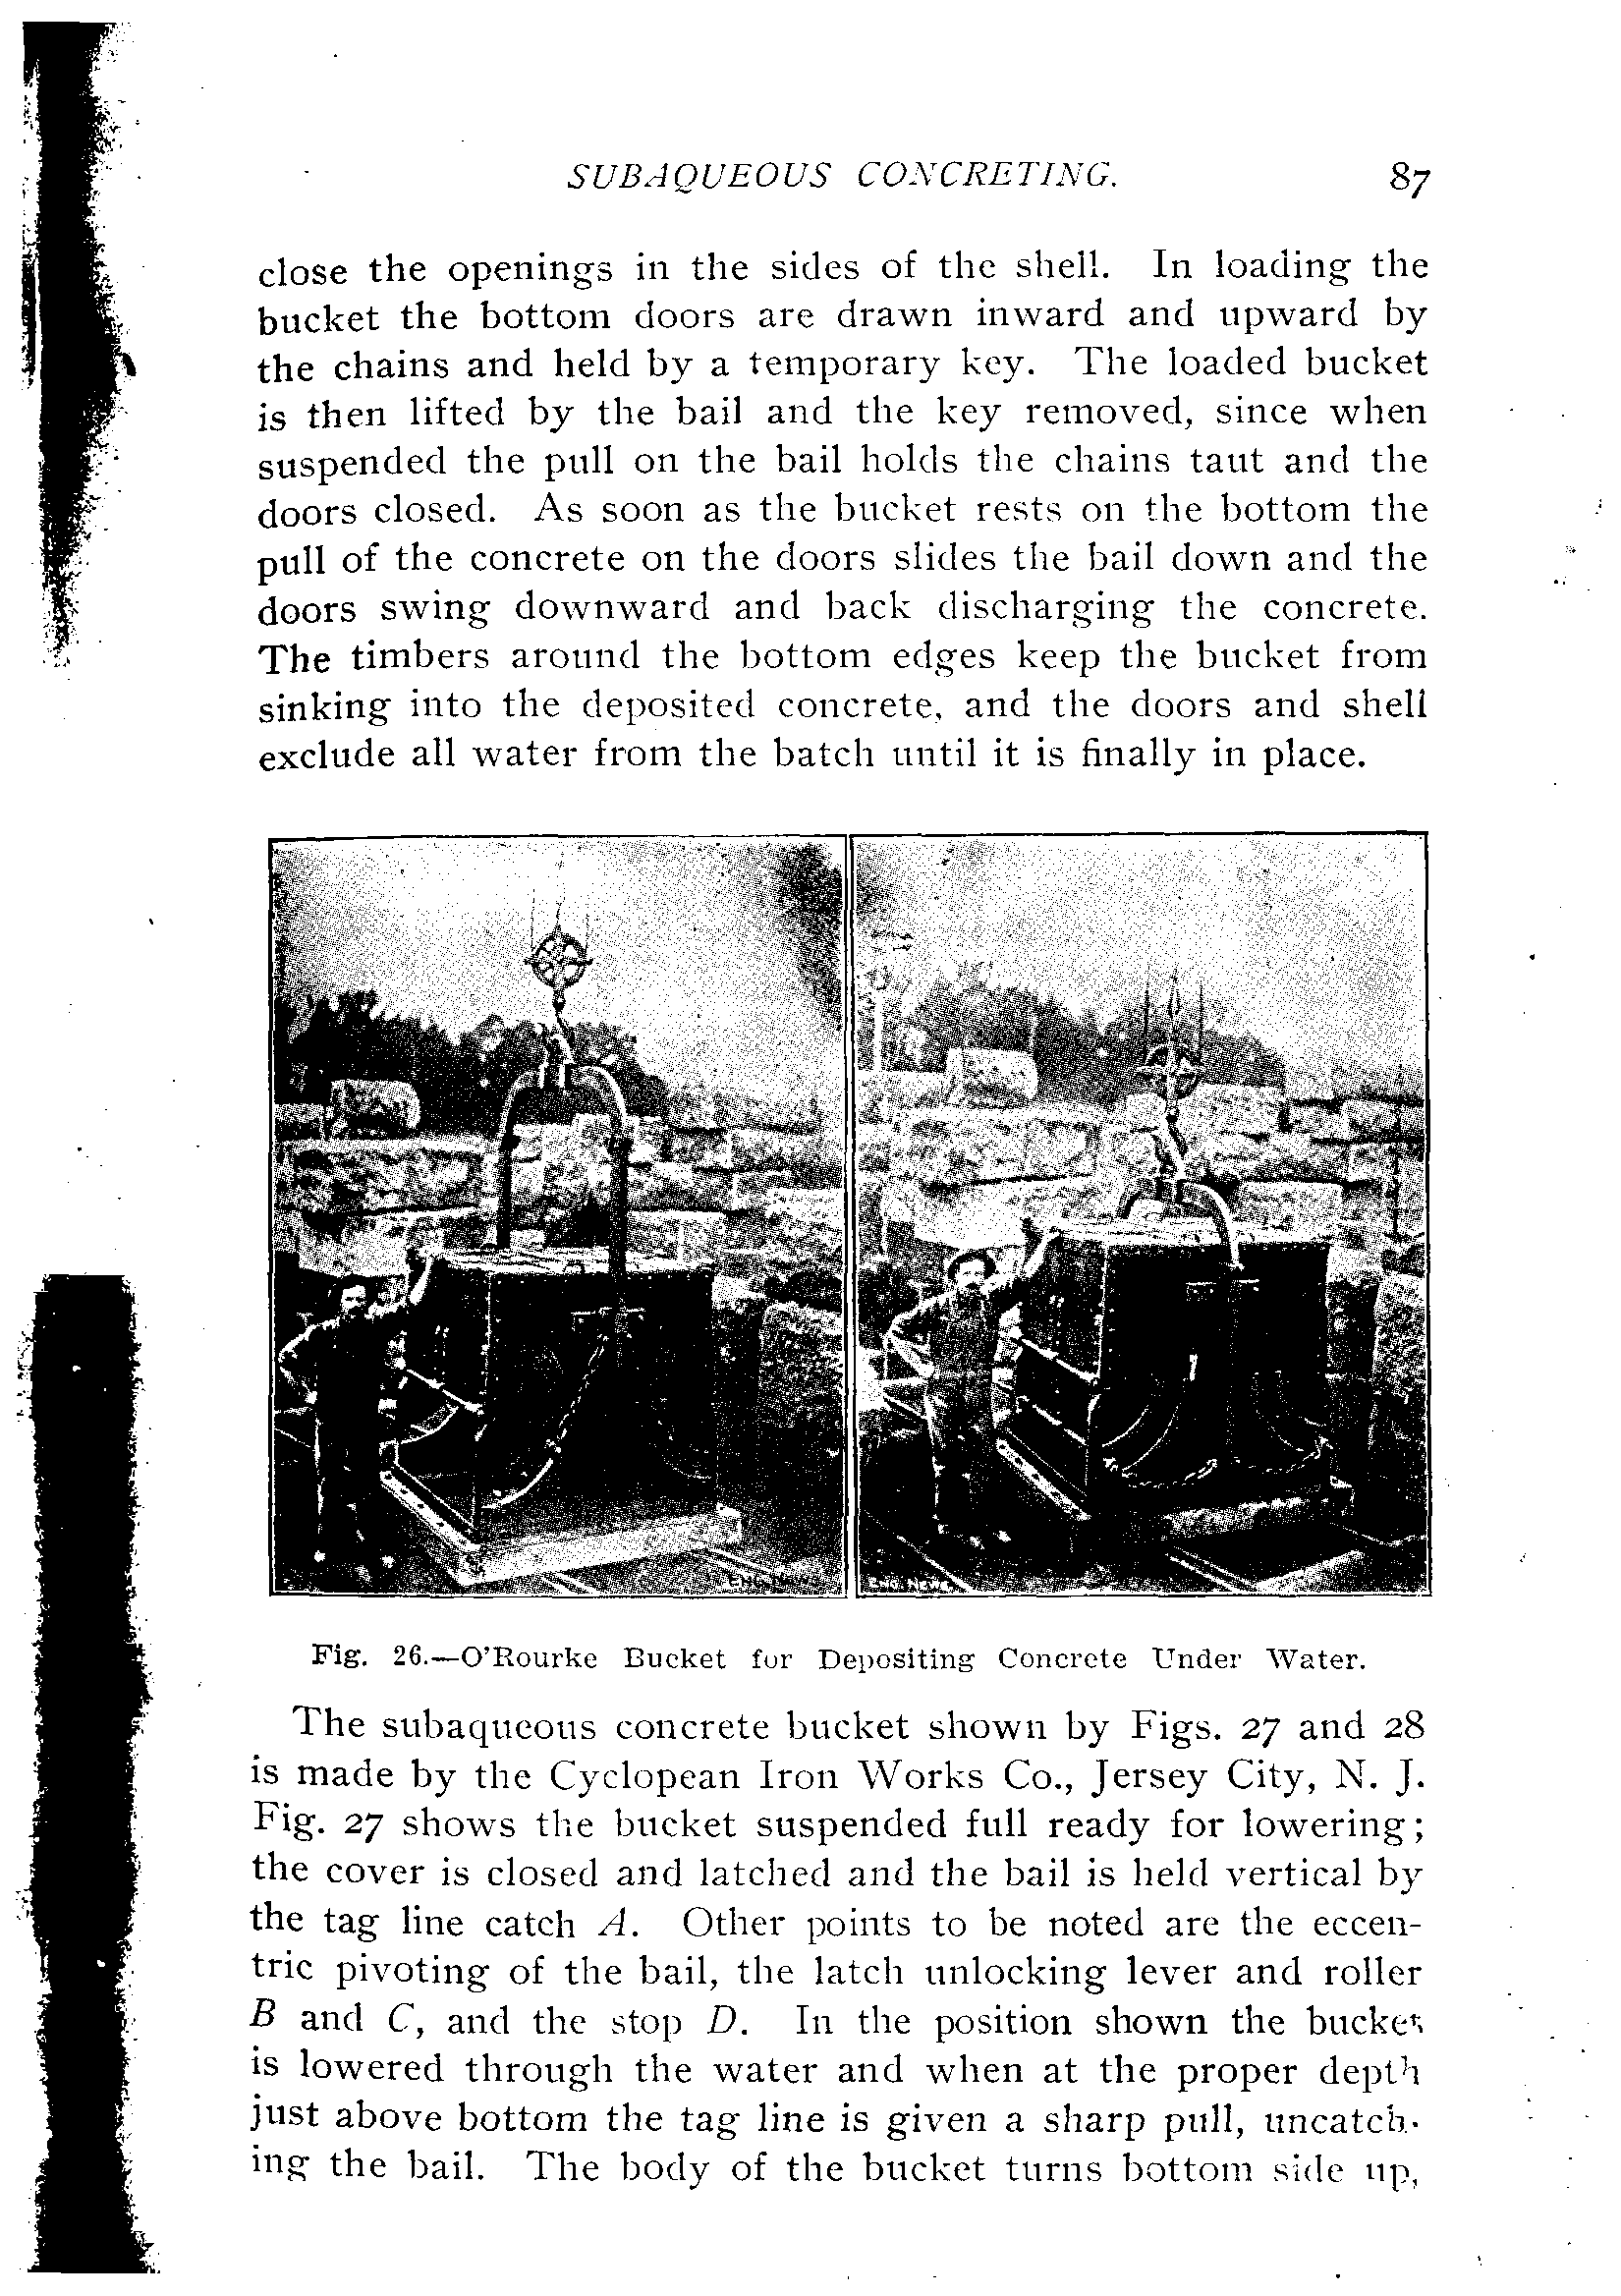 SUBAQUEOUS CONCRETING. 87
close the openings in the sides of the shell. In loading the
bucket the bottom doors are drawn inward and upward by
the chains and held by a temporary key. The loaded bucket
is then lifted by the bail and the key removed, since when
suspended the pull on the bail holds the chains taut and the
doors closed. As soon as the bucket rests on the bottom the
pull of the concrete on the doors slides the bail down and the
doors swing downward and back discharging the concrete.
The timbers around the bottom edges keep the bucket from
sinking into the deposited concrete, and the doors and shell
exclude all water from the batch until it is finally in place.
ENG. NEWS.
Fig. 26.—O'Rourke Bucket for Depositing Concrete Under Water.
The subaqueous concrete bucket shown by Figs. 27 and 28
is made by the Cyclopean Iron Works Co., Jersey City, N. J.
Fig. 27 shows the bucket suspended full ready for lowering;
the cover is closed and latched and the bail is held vertical by
the tag line catch A. Other points to be noted are the eccen-
tric pivoting of the bail, the latch unlocking lever and roller
B and C, and the stop D. In the position shown the bucket
is lowered through the water and when at the proper depth
just above bottom the tag line is given a sharp pull, uncatch-
ing the bail. The body of the bucket turns bottom side up,